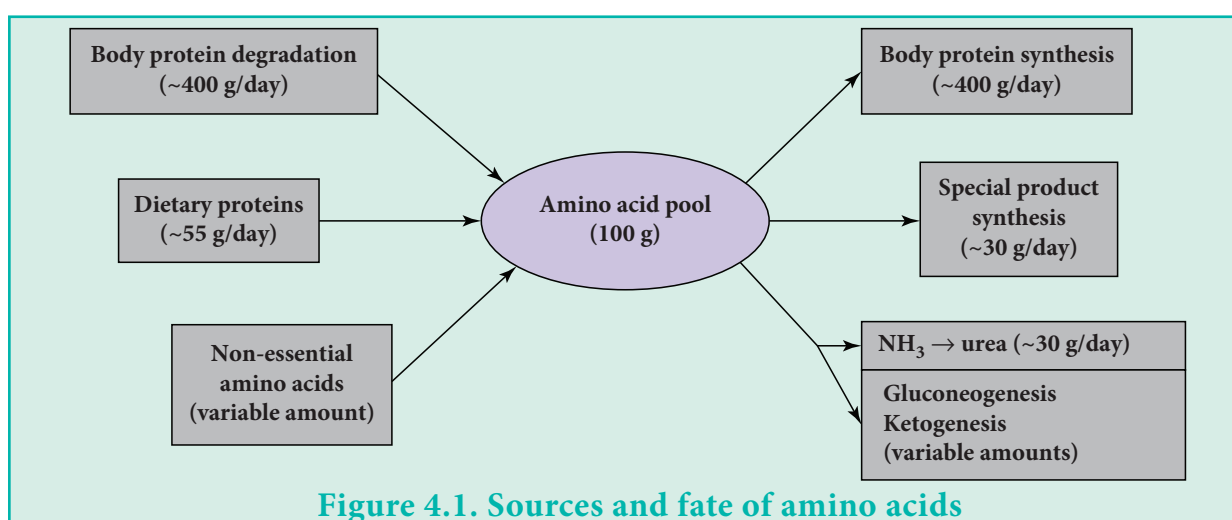 Body protein degradation
(~400 g/day)
Dietary proteins
(~55 g/day)
Non-essential
amino acids
(variable amount)
Amino acid pool
(100 g)
Body protein synthesis
(~400 g/day)
Special product
synthesis
(~30 g/day)
NH₃ → urea (~30 g/day)
Gluconeogenesis
Ketogenesis
(variable amounts)
Figure 4.1. Sources and fate of amino acids